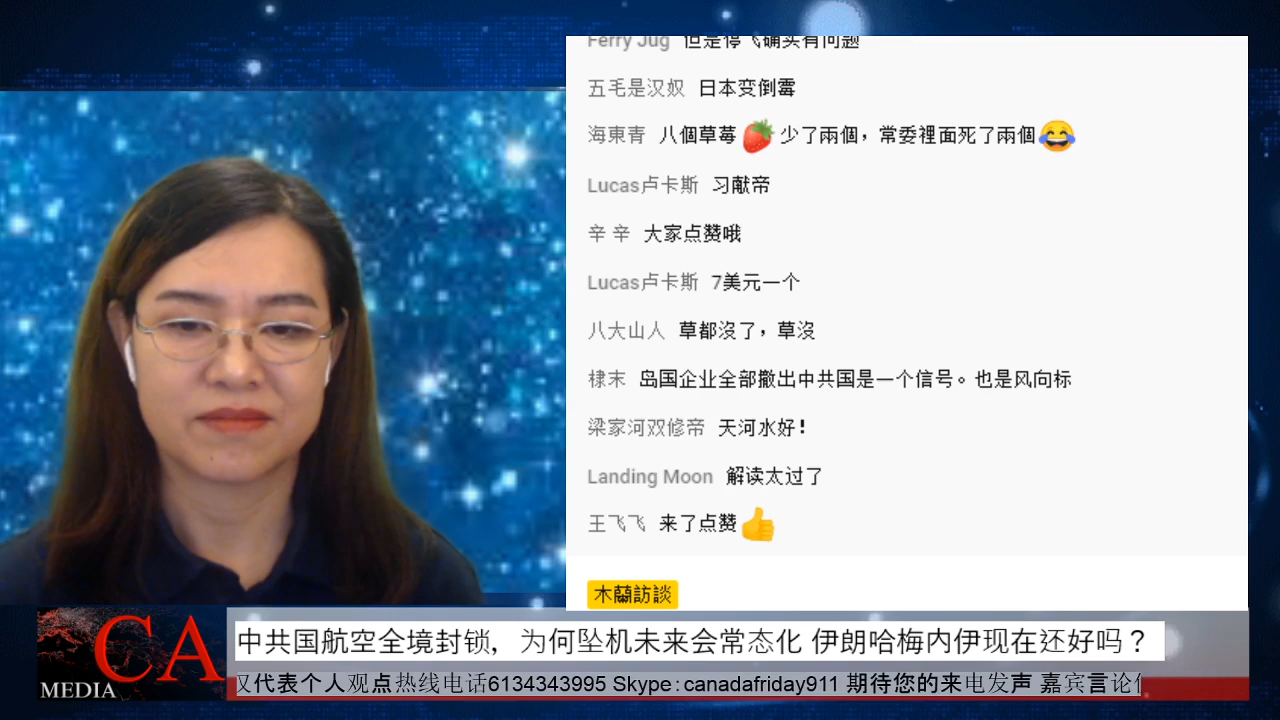 Ferry Jug 但是停飞确实有问题
五毛是汉奴 日本变倒霉
海東青 八個草莓🍓少了兩個，常委裡面死了兩個😂
Lucas卢卡斯 习献帝
辛 辛 大家点赞哦
Lucas卢卡斯 7美元一个
八大山人 草都沒了，草沒
棣末 岛国企业全部撤出中共国是一个信号。也是风向标
梁家河双修帝 天河水好！
Landing Moon 解读太过了
王飞飞 来了点赞👍
木蘭訪談
CA
MEDIA
中共国航空全境封锁，为何坠机未来会常态化 伊朗哈梅内伊现在还好吗？
仅代表个人观点热线电话6134343995 Skype:canadafriday911 期待您的来电发声 嘉宾言论仅